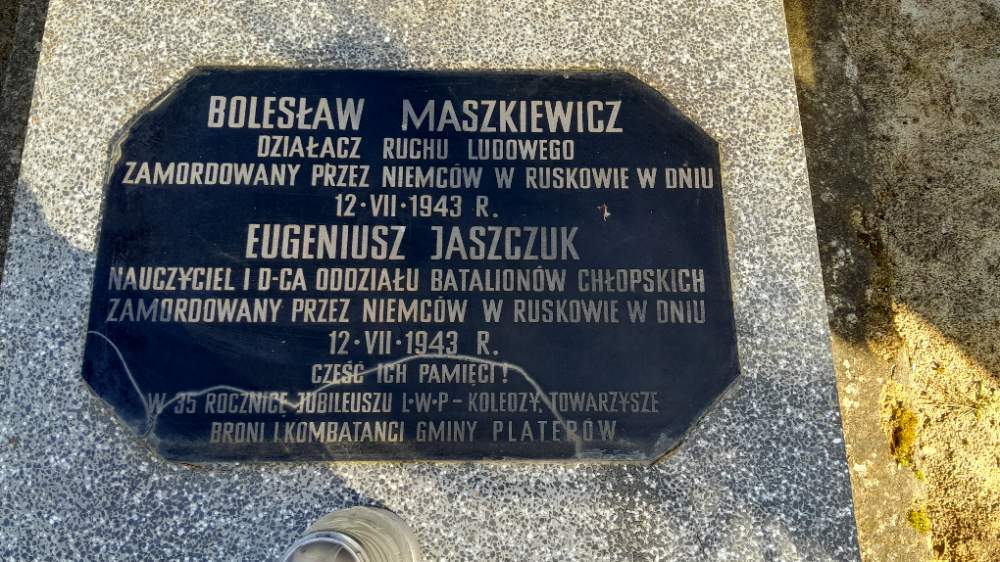 BOLESŁAW MASZKIEWICZ
DZIAŁACZ RUCHU LUDOWEGO
ZAMORDOWANY PRZEZ NIEMCÓW W RUSKOWIE W DNIU
12·VII·1943 R.
EUGENIUSZ JASZCZUK
NAUCZYCIEL I D-CA ODDZIAŁU BATALIONÓW CHŁOPSKICH
ZAMORDOWANY PRZEZ NIEMCÓW W RUSKOWIE W DNIU
12·VII·1943 R.
CZEŚĆ ICH PAMIĘCI!
W 35 ROCZNICĘ JUBILEUSZU L·W·P - KOLEDZY, TOWARZYSZE
BRONI I KOMBATANCI GMINY PLATERÓW